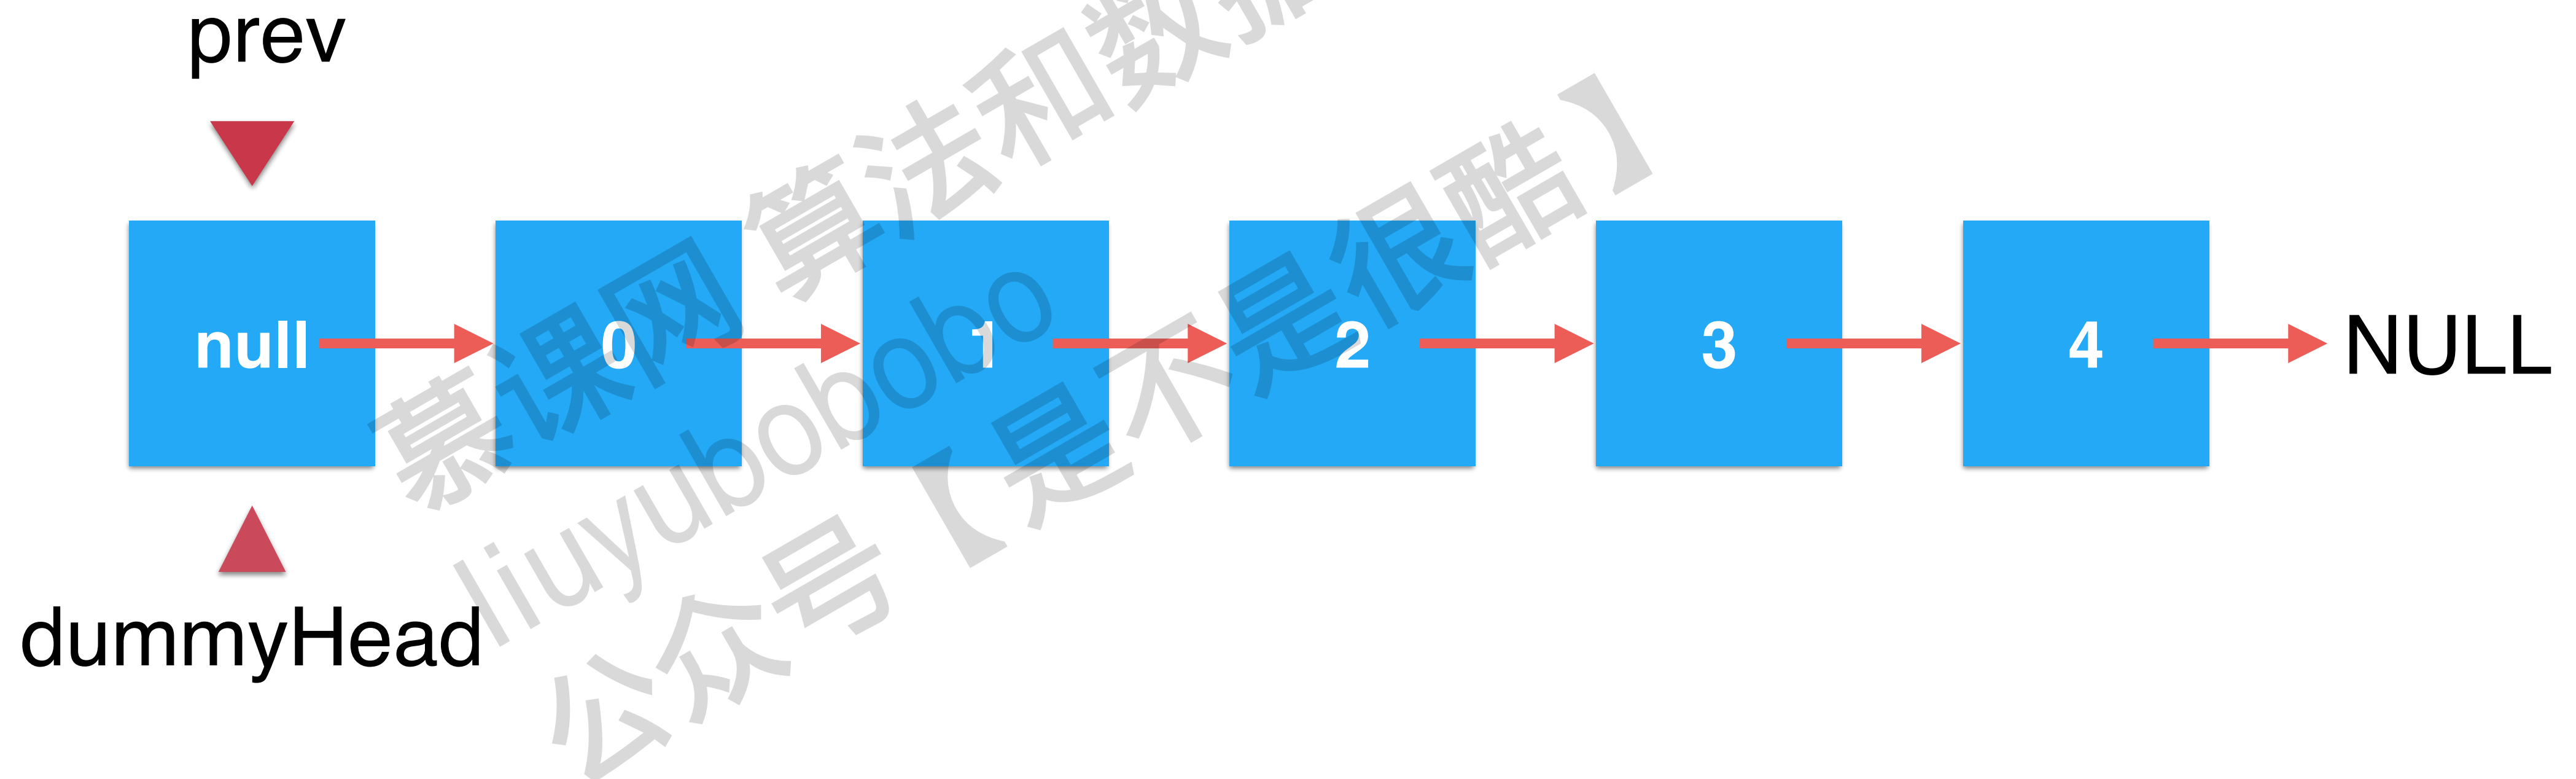 prev
null 0 1 2 3 4 NULL
dummyHead
慕课网 算法和数据
liuyubobobo
公众号【是不是很酷】